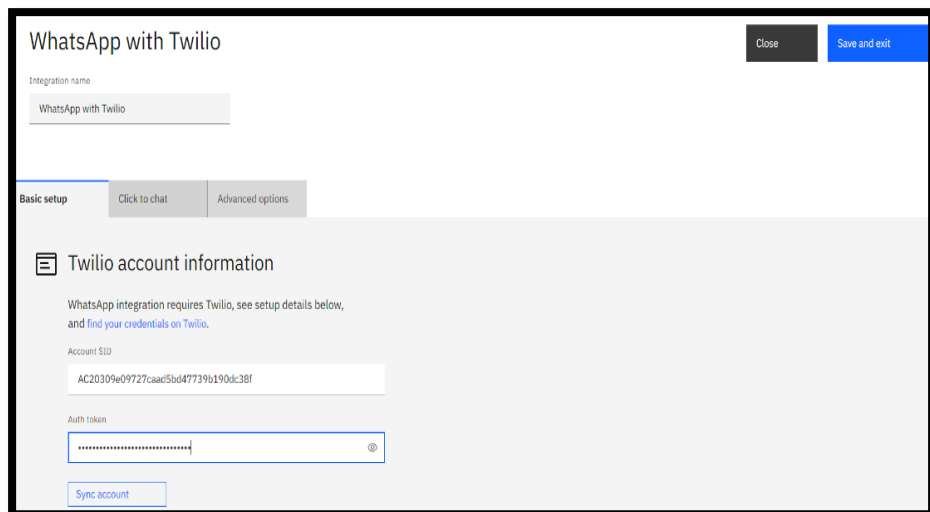 WhatsApp with Twilio
Close
Save and exit
Integration name
WhatsApp with Twilio
Basic setup
Click to chat
Advanced options
Twilio account information
WhatsApp integration requires Twilio, see setup details below,
and find your credentials on Twilio.
Account SID
AC20309e09727caad5bd47739b190dc38f
Auth token
••••••••••••••••••••••••••••••••
Sync account